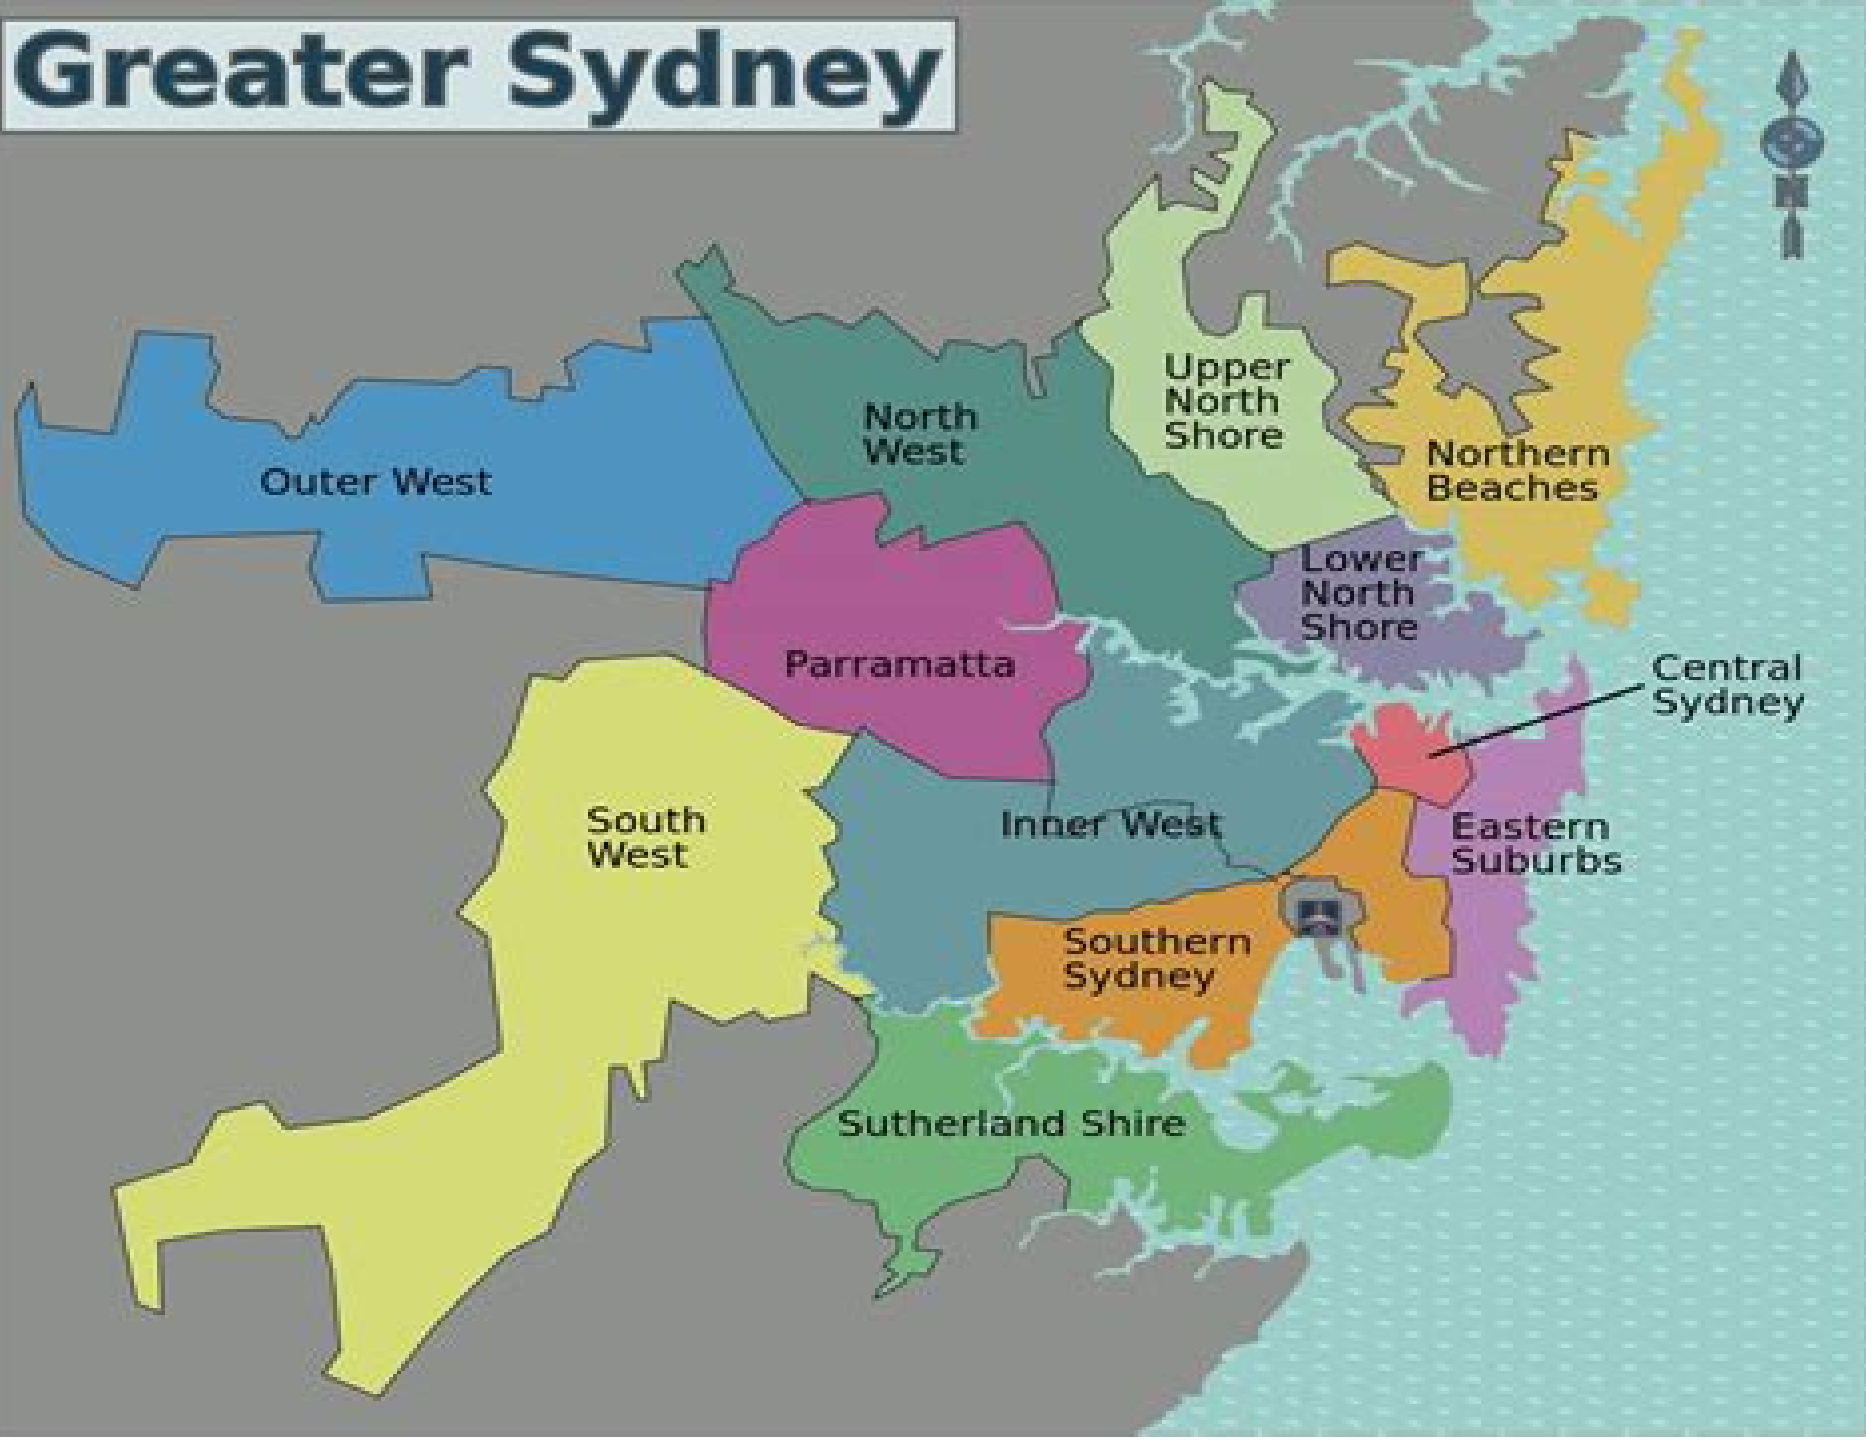 Greater Sydney
N
Upper
North
Shore
North
West
Northern
Beaches
Outer West
Lower
North
Shore
Parramatta
Central
Sydney
South
West
Inner West
Eastern
Suburbs
Southern
Sydney
Sutherland Shire